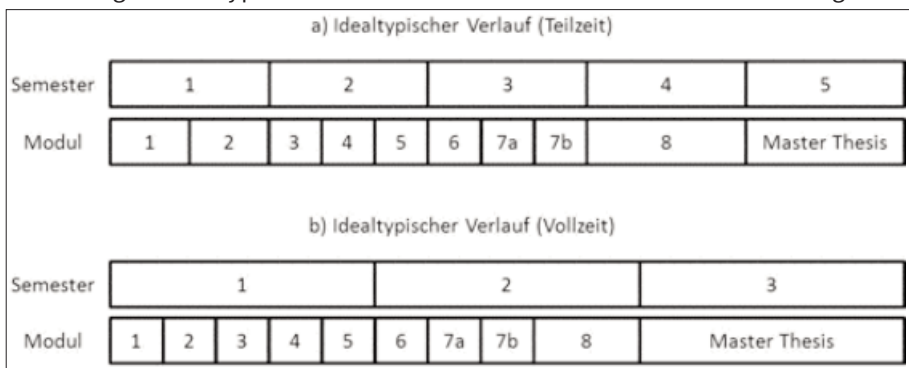 a) Idealtypischer Verlauf (Teilzeit)
Semester 1 2 3 4 5
Modul 1 2 3 4 5 6 7a 7b 8 Master Thesis
b) Idealtypischer Verlauf (Vollzeit)
Semester 1 2 3
Modul 1 2 3 4 5 6 7a 7b 8 Master Thesis